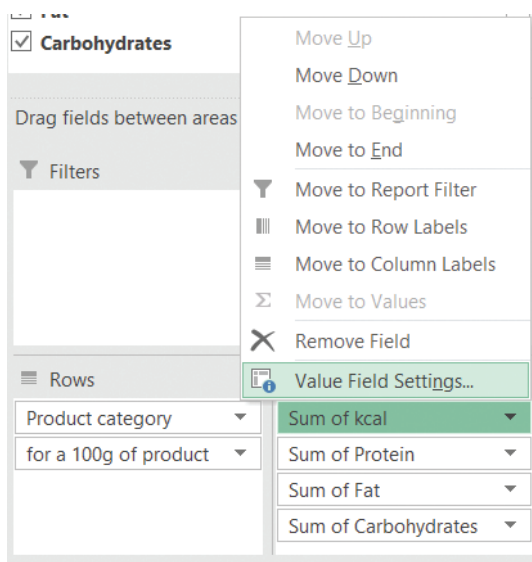 Fat
Carbohydrates
Drag fields between areas
Filters
Move Up
Move Down
Move to Beginning
Move to End
Move to Report Filter
Move to Row Labels
Move to Column Labels
Move to Values
Remove Field
Value Field Settings...
Rows
Product category
for a 100g of product
Sum of kcal
Sum of Protein
Sum of Fat
Sum of Carbohydrates